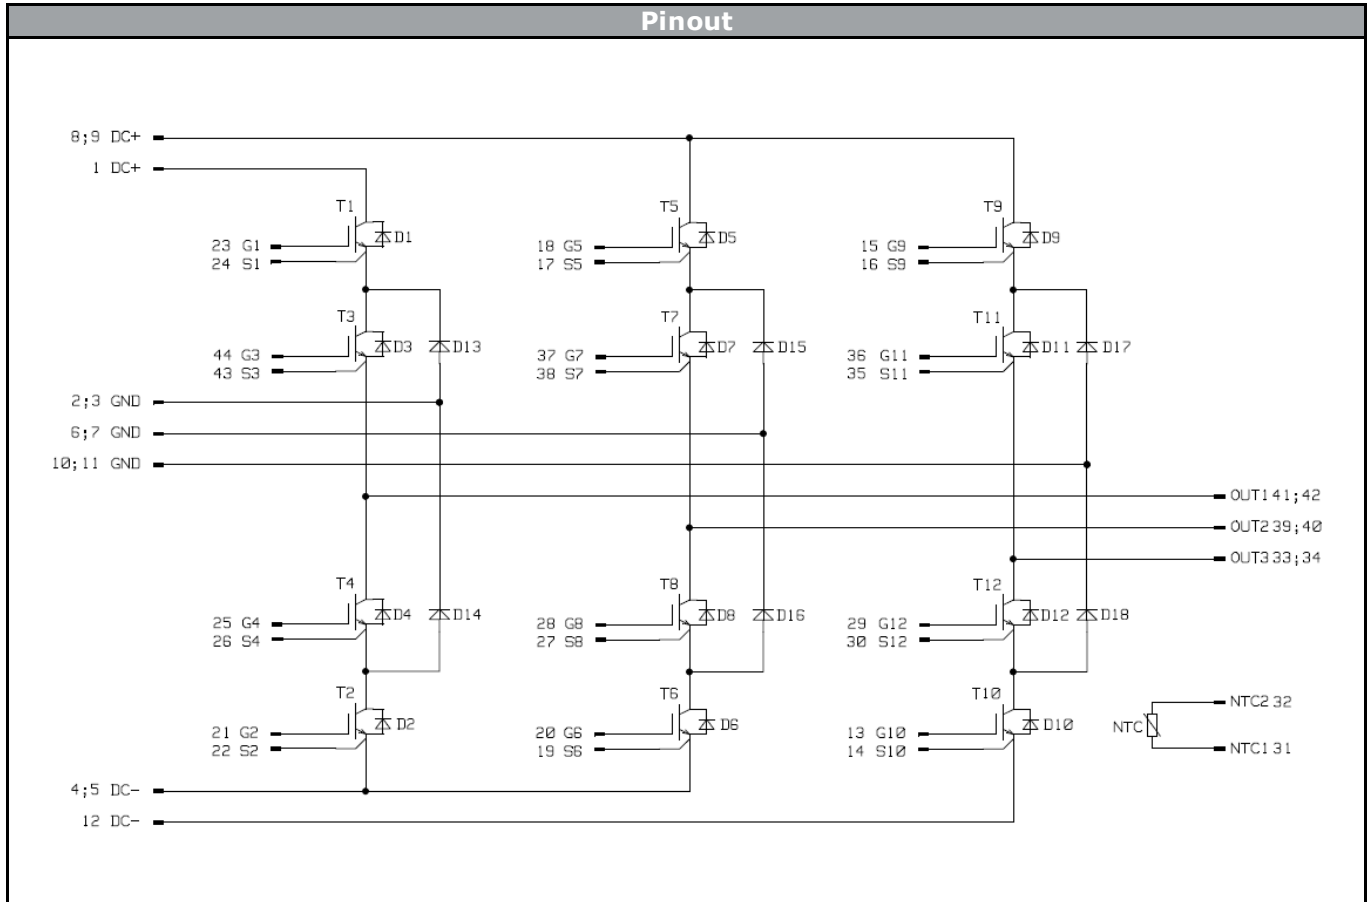 Pinout
8;9 DC+
1 DC+
T1
T5
T9
D1
D5
D9
23 G1
24 S1
18 G5
17 S5
15 G9
16 S9
T3
T7
T11
D3
D13
D7
D15
D11
D17
44 G3
43 S3
37 G7
38 S7
36 G11
35 S11
2;3 GND
6;7 GND
10;11 GND
OUT1 41;42
OUT2 39;40
OUT3 33;34
T4
T8
T12
D4
D14
D8
D16
D12
D18
25 G4
26 S4
28 G8
27 S8
29 G12
30 S12
T2
T6
T10
D2
D6
D10
21 G2
22 S2
20 G6
19 S6
13 G10
14 S10
NTC2 32
NTC
NTC1 31
4;5 DC-
12 DC-